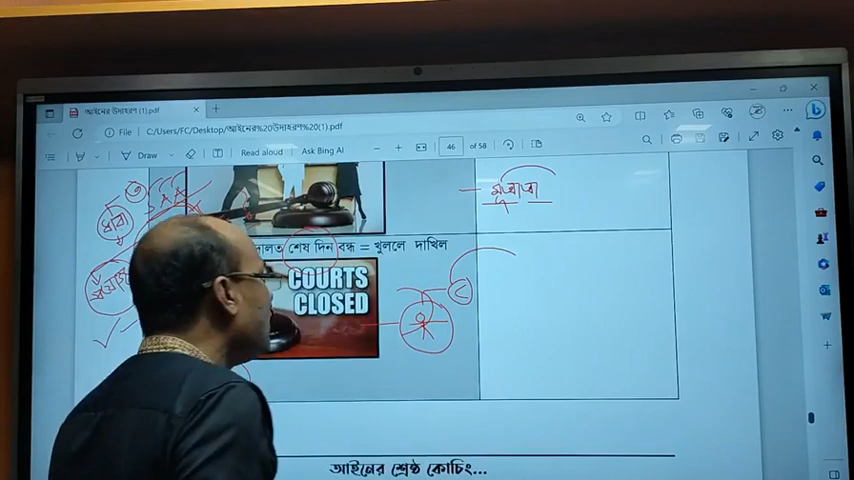 আইনের উদাহরণ (1).pdf
File
C:/Users/FC/Desktop/আইনের%20উদাহরণ%20(1).pdf
Draw
Read aloud
Ask Bing AI
46 of 58
ধারা
দালত শেষ দিন বন্ধ = খুললে দাখিল
COURTS
CLOSED
আইনের শ্রেষ্ঠ কোচিং...